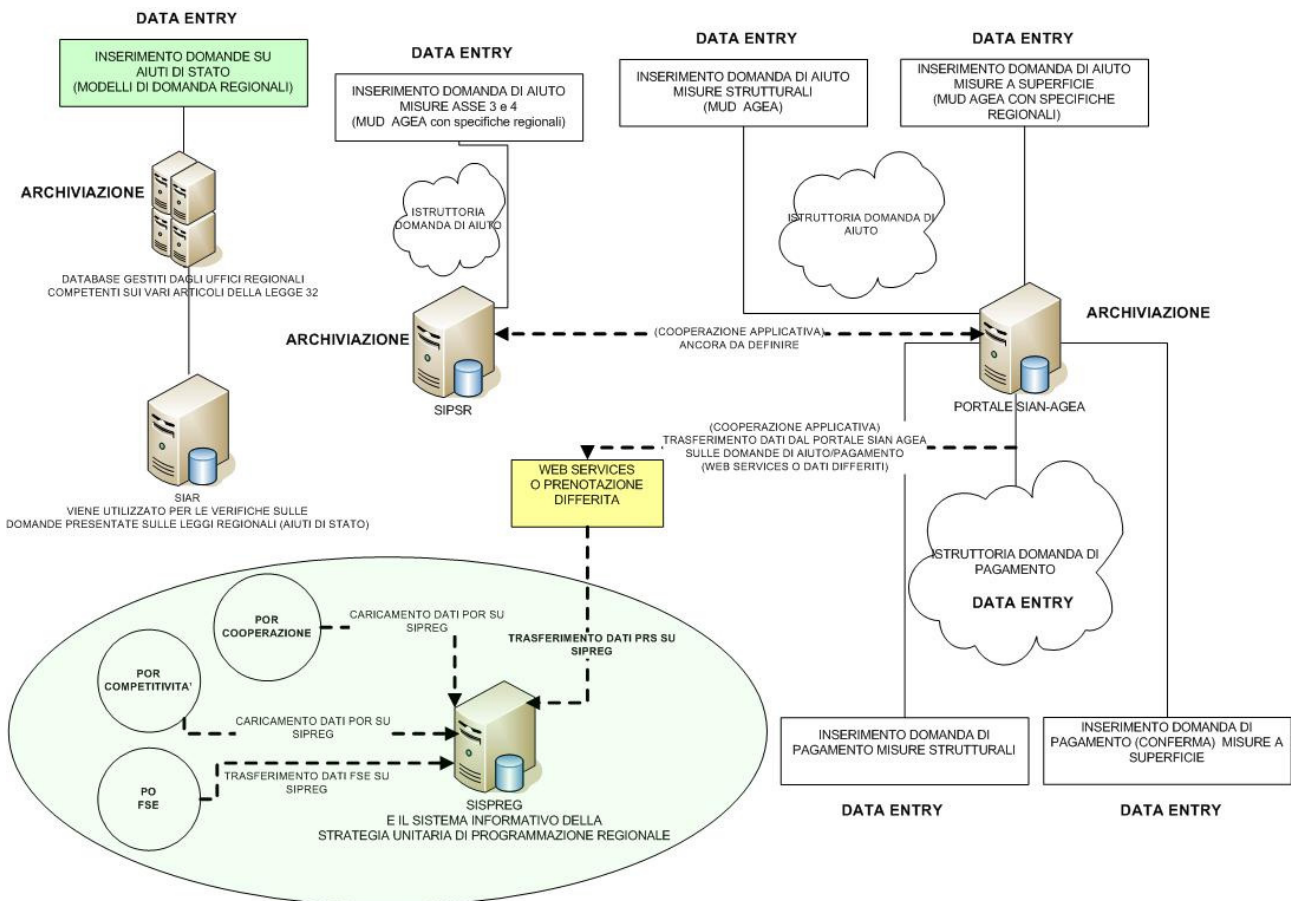 DATA ENTRY
INSERIMENTO DOMANDE SU
AIUTI DI STATO
(MODELLI DI DOMANDA REGIONALI)
ARCHIVIAZIONE
DATABASE GESTITI DAGLI UFFICI REGIONALI
COMPETENTI SUI VARI ARTICOLI DELLA LEGGE 32
SIAR
VIENE UTILIZZATO PER LE VERIFICHE SULLE
DOMANDE PRESENTATE SULLE LEGGI REGIONALI (AIUTI DI STATO)
DATA ENTRY
INSERIMENTO DOMANDA DI AIUTO
MISURE ASSE 3 e 4
(MUD AGEA con specifiche regionali)
ISTRUTTORIA
DOMANDA DI AIUTO
ARCHIVIAZIONE
SIPSR
DATA ENTRY
INSERIMENTO DOMANDA DI AIUTO
MISURE STRUTTURALI
(MUD AGEA)
DATA ENTRY
INSERIMENTO DOMANDA DI AIUTO
MISURE A SUPERFICIE
(MUD AGEA CON SPECIFICHE
REGIONALI)
ISTRUTTORIA DOMANDA DI
AIUTO
ARCHIVIAZIONE
(COOPERAZIONE APPLICATIVA)
ANCORA DA DEFINIRE
PORTALE SIAN-AGEA
(COOPERAZIONE APPLICATIVA)
TRASFERIMENTO DATI DAL PORTALE SIAN AGEA
SULLE DOMANDE DI AIUTO/PAGAMENTO
(WEB SERVICES O DATI DIFFERITI)
WEB SERVICES
O PRENOTAZIONE
DIFFERITA
ISTRUTTORIA DOMANDA DI
PAGAMENTO
DATA ENTRY
POR
COOPERAZIONE
CARICAMENTO DATI POR SU
SIPREG
TRASFERIMENTO DATI PRS SU
SIPREG
POR
COMPETITIVITA'
CARICAMENTO DATI POR SU
SIPREG
PO
FSE
TRASFERIMENTO DATI FSE SU
SIPREG
SISPREG
E IL SISTEMA INFORMATIVO DELLA
STRATEGIA UNITARIA DI PROGRAMMAZIONE REGIONALE
INSERIMENTO DOMANDA DI
PAGAMENTO MISURE STRUTTURALI
DATA ENTRY
INSERIMENTO DOMANDA DI
PAGAMENTO (CONFERMA) MISURE A
SUPERFICIE
DATA ENTRY